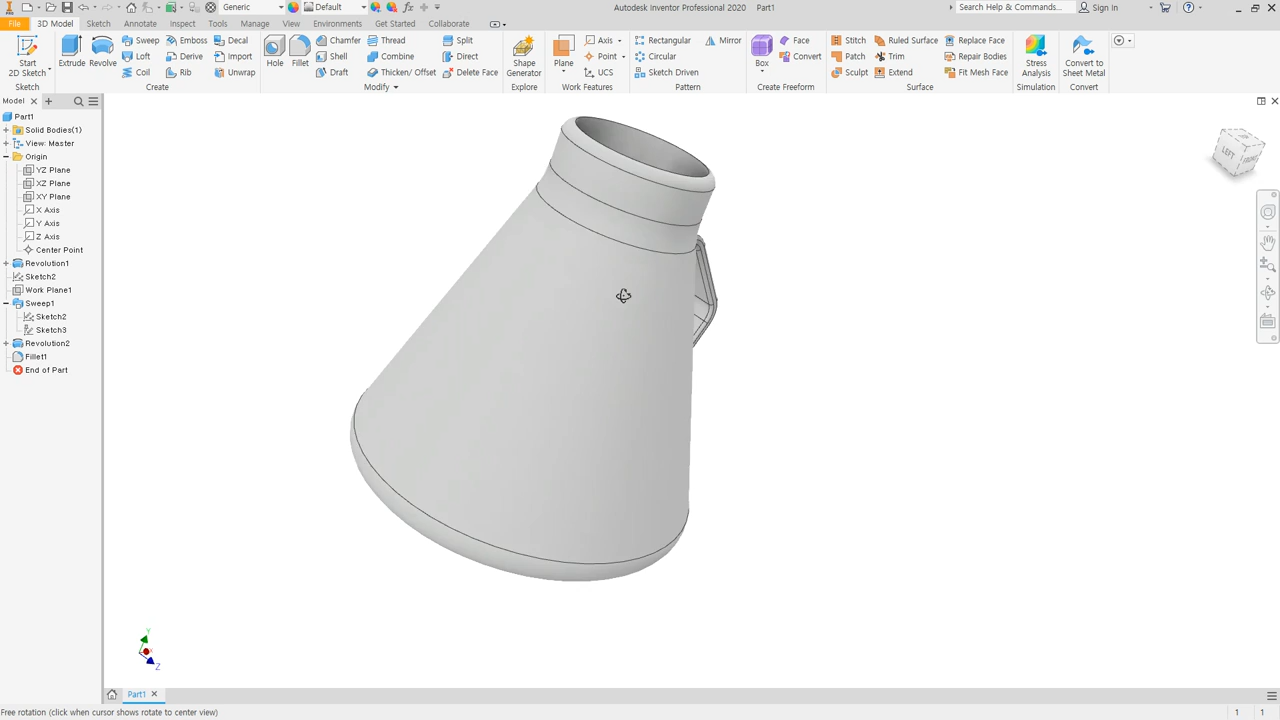 Generic
Default
Autodesk Inventor Professional 2020 Part1
Search Help & Commands...
Sign In
File 3D Model Sketch Annotate Inspect Tools Manage View Environments Get Started Collaborate
Start
2D Sketch
Extrude
Revolve
Sweep Emboss Decal
Loft Derive Import
Coil Rib Unwrap
Hole
Fillet
Chamfer Thread Split
Shell Combine Direct
Draft Thicken/ Offset Delete Face
Shape
Generator
Plane
Axis
Point
UCS
Rectangular Mirror
Circular
Sketch Driven
Box
Face
Convert
Stitch Ruled Surface Replace Face
Patch Trim Repair Bodies
Sculpt Extend Fit Mesh Face
Stress
Analysis
Convert to
Sheet Metal
Sketch Create Modify Explore Work Features Pattern Create Freeform Surface Simulation Convert
Model
Part1
Solid Bodies(1)
View: Master
Origin
YZ Plane
XZ Plane
XY Plane
X Axis
Y Axis
Z Axis
Center Point
Revolution1
Sketch2
Work Plane1
Sweep1
Sketch2
Sketch3
Revolution2
Fillet1
End of Part
LEFT
Y
Z
Part1
Free rotation (click when cursor shows rotate to center view)
1 1